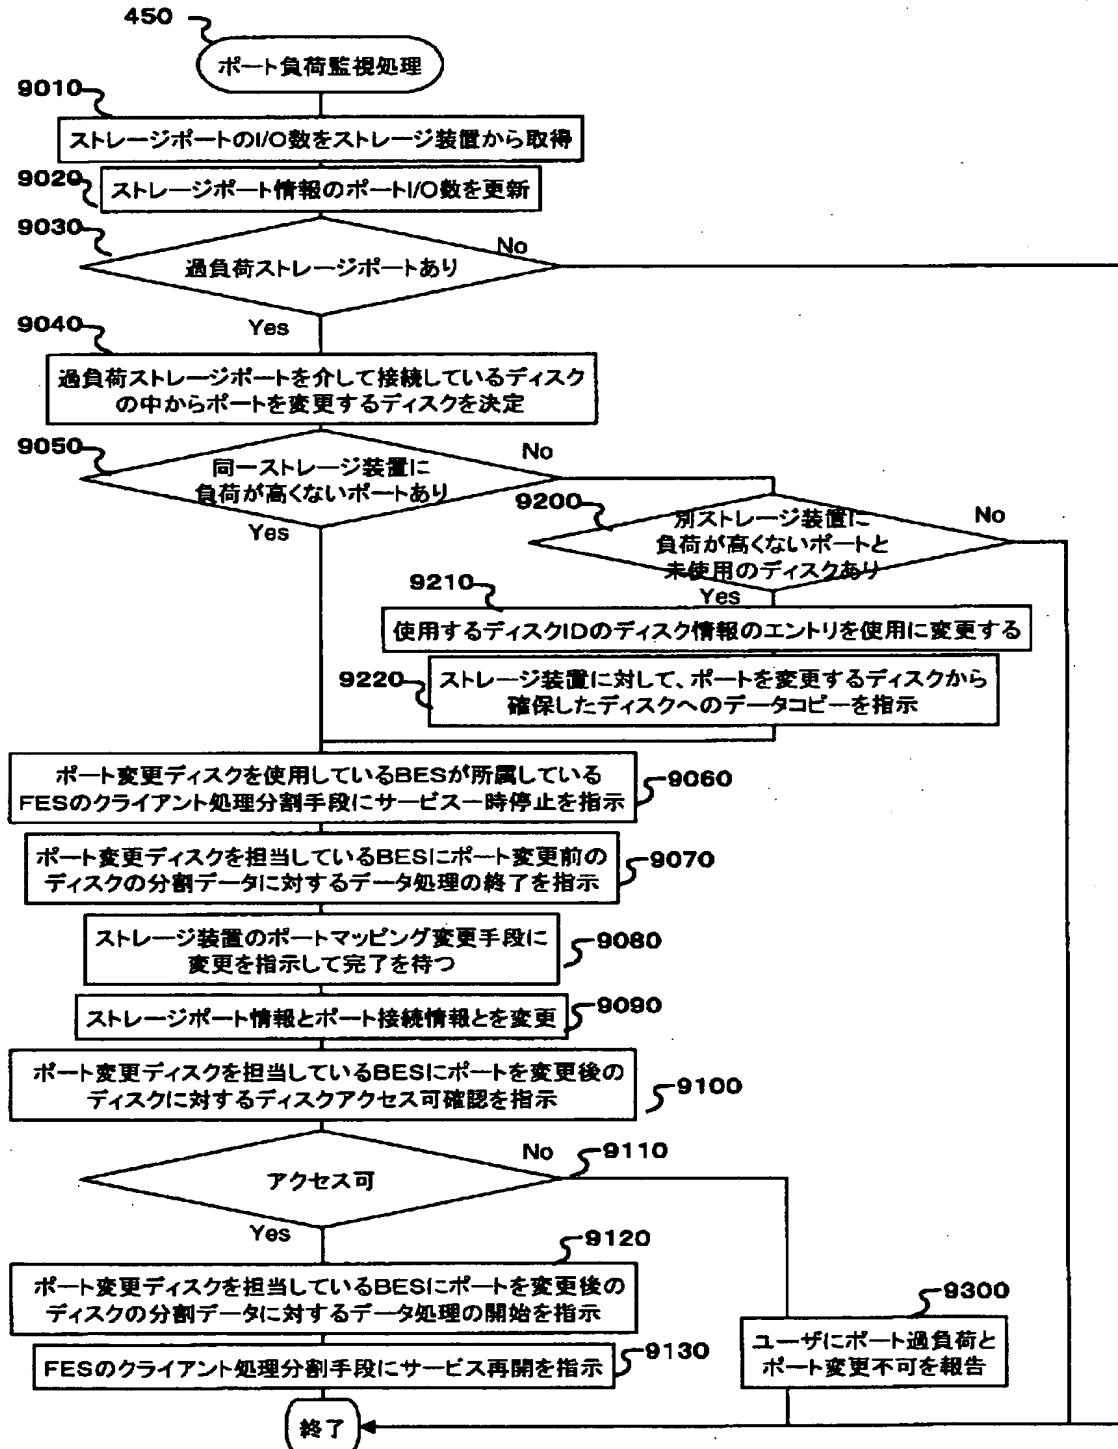 450
ポート負荷監視処理
9010
ストレージポートのI/O数をストレージ装置から取得
9020
ストレージポート情報のポートI/O数を更新
9030
過負荷ストレージポートあり
No
Yes
9040
過負荷ストレージポートを介して接続しているディスク
の中からポートを変更するディスクを決定
9050
同一ストレージ装置に
負荷が高くないポートあり
No
Yes
9200
別ストレージ装置に
負荷が高くないポートと
未使用のディスクあり
No
Yes
9210
使用するディスクIDのディスク情報のエントリを使用に変更する
9220
ストレージ装置に対して、ポートを変更するディスクから
確保したディスクへのデータコピーを指示
ポート変更ディスクを使用しているBESが所属している
FESのクライアント処理分割手段にサービス一時停止を指示
9060
ポート変更ディスクを担当しているBESにポート変更前の
ディスクの分割データに対するデータ処理の終了を指示
9070
ストレージ装置のポートマッピング変更手段に
変更を指示して完了を待つ
9080
ストレージポート情報とポート接続情報とを変更
9090
ポート変更ディスクを担当しているBESにポートを変更後の
ディスクに対するディスクアクセス可確認を指示
9100
アクセス可
No
9110
Yes
9120
ポート変更ディスクを担当しているBESにポートを変更後の
ディスクの分割データに対するデータ処理の開始を指示
9300
ユーザにポート過負荷と
ポート変更不可を報告
FESのクライアント処理分割手段にサービス再開を指示
9130
終了